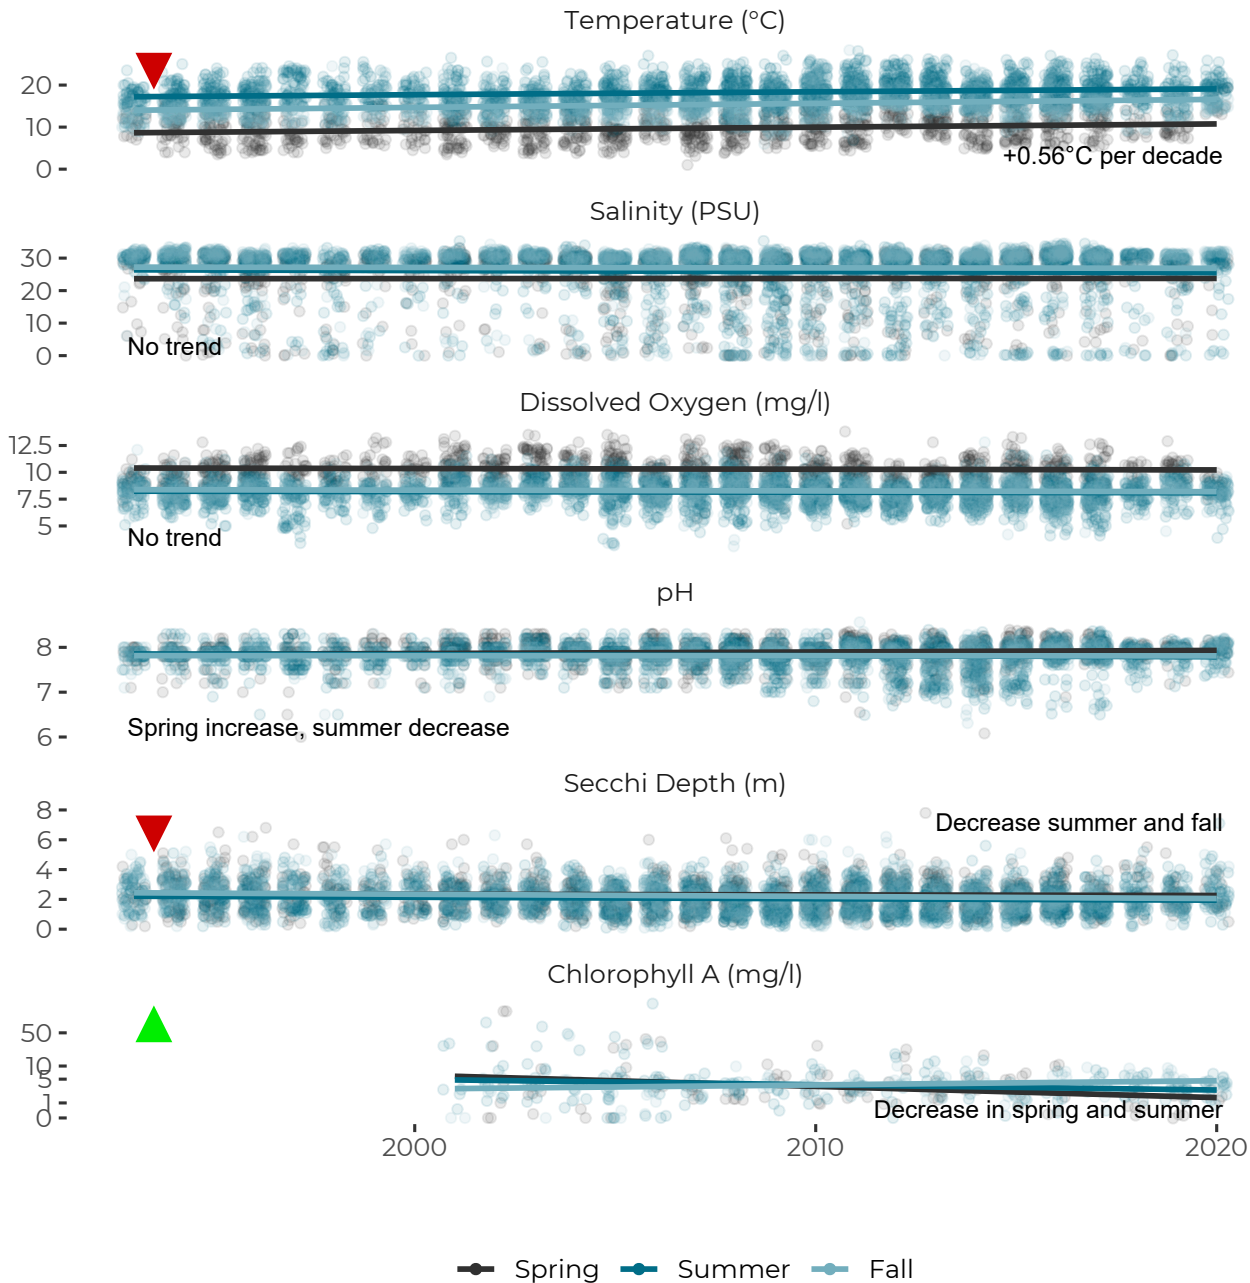 Temperature (°C)
20
10
0
+0.56°C per decade
Salinity (PSU)
30
20
10
0
No trend
Dissolved Oxygen (mg/l)
12.5
10
7.5
5
No trend
pH
8
7
6
Spring increase, summer decrease
Secchi Depth (m)
8
6
4
2
0
Decrease summer and fall
Chlorophyll A (mg/l)
50
10
5
1
0
Decrease in spring and summer
2000 2010 2020
Spring Summer Fall